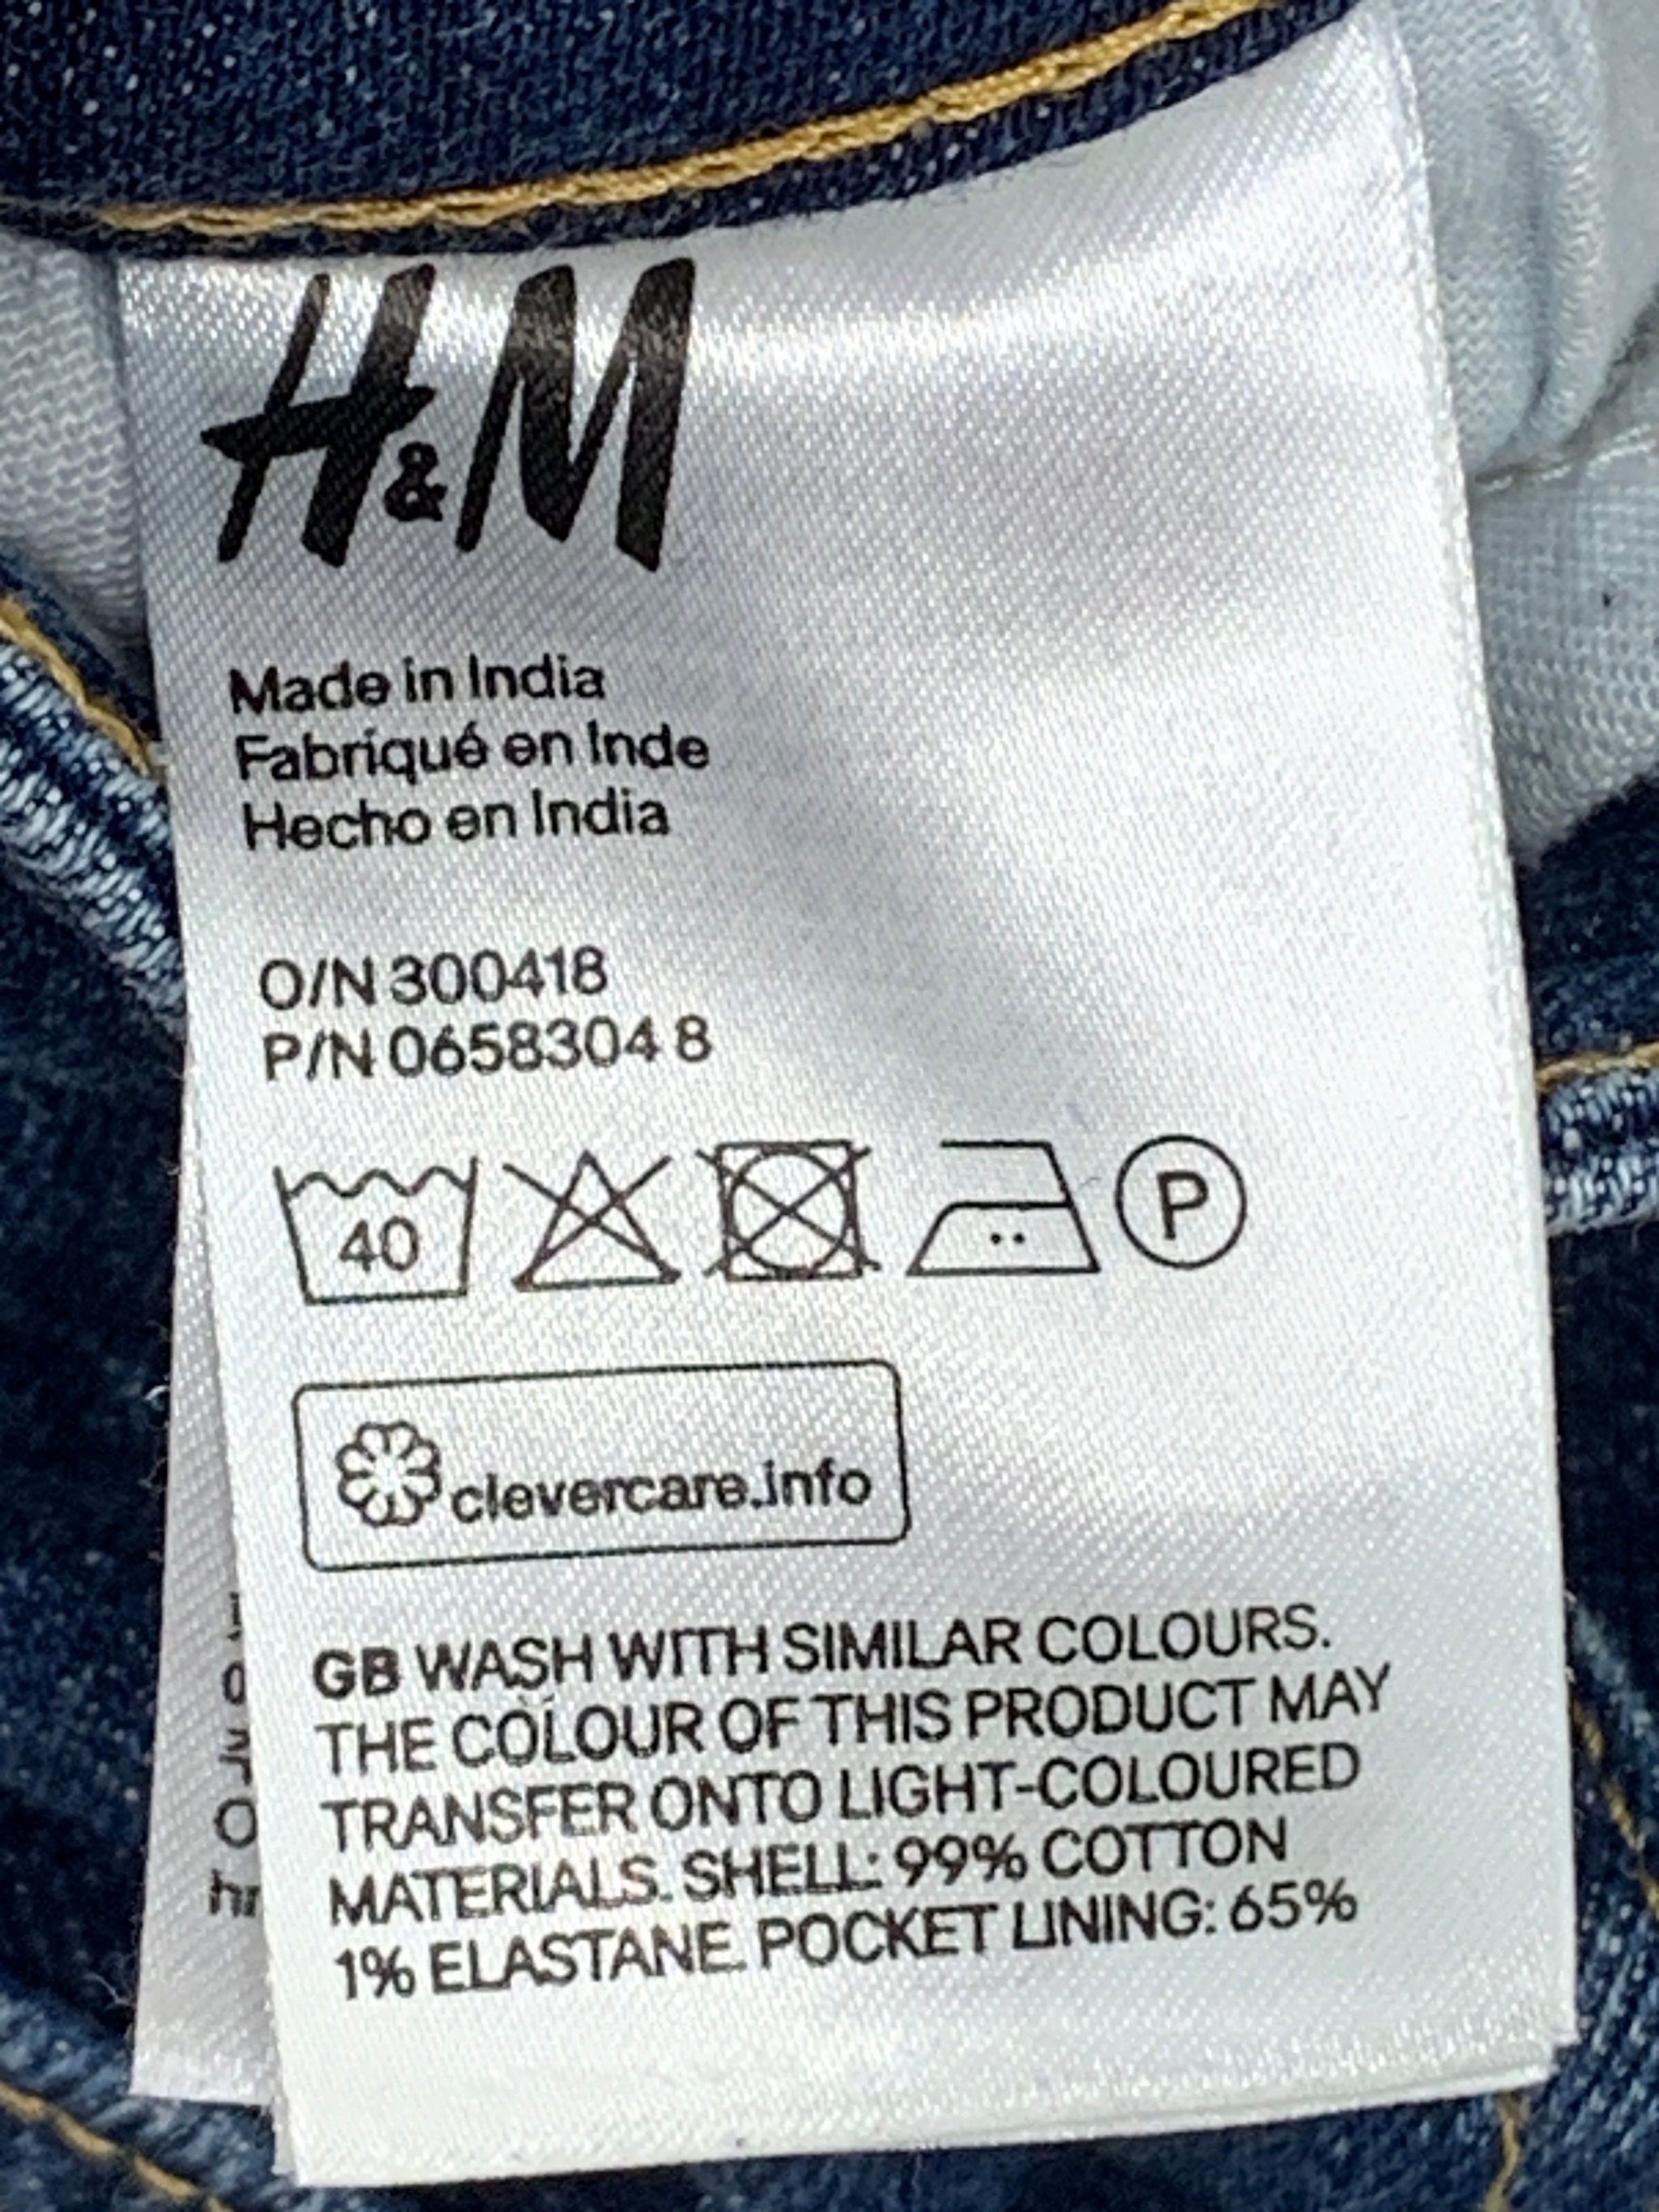 H&M
Made in India
Fabriqué en Inde
Hecho en India
O/N 300418
P/N 0658304 8
40
P
clevercare.info
GB WASH WITH SIMILAR COLOURS.
THE COLOUR OF THIS PRODUCT MAY
TRANSFER ONTO LIGHT-COLOURED
MATERIALS. SHELL: 99% COTTON
1% ELASTANE. POCKET LINING: 65%